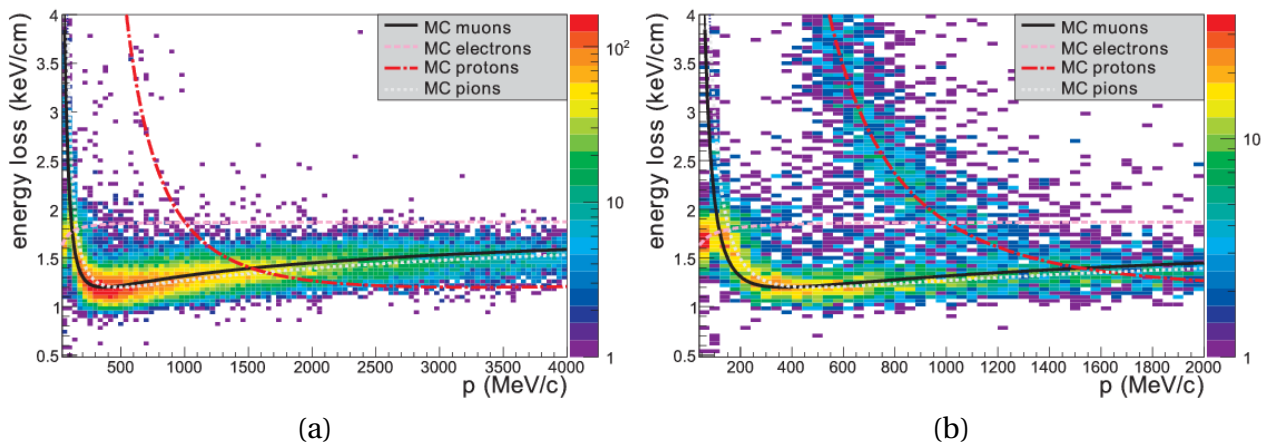 energy loss (keV/cm)
4
3.5
3
2.5
2
1.5
1
0.5
MC muons
MC electrons
MC protons
MC pions
10²
10
1
500 1000 1500 2000 2500 3000 3500 4000
p (MeV/c)
(a)
energy loss (keV/cm)
4
3.5
3
2.5
2
1.5
1
0.5
MC muons
MC electrons
MC protons
MC pions
10
1
200 400 600 800 1000 1200 1400 1600 1800 2000
p (MeV/c)
(b)